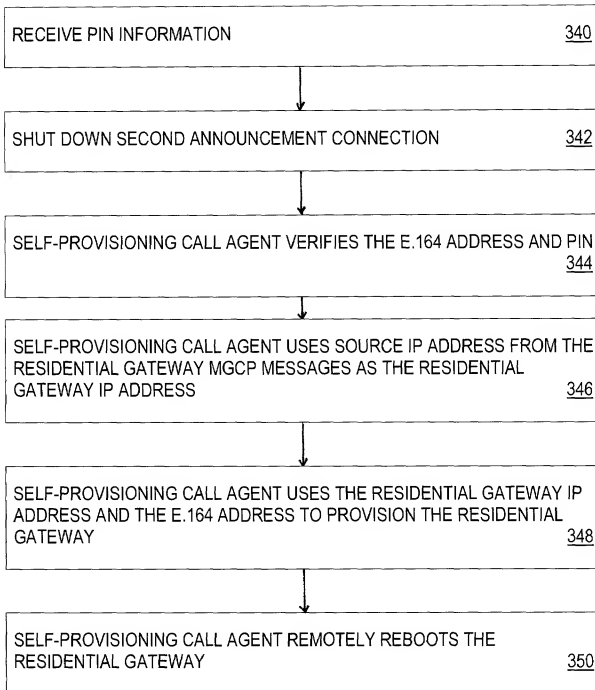 RECEIVE PIN INFORMATION 340
SHUT DOWN SECOND ANNOUNCEMENT CONNECTION 342
SELF-PROVISIONING CALL AGENT VERIFIES THE E.164 ADDRESS AND PIN
344
SELF-PROVISIONING CALL AGENT USES SOURCE IP ADDRESS FROM THE
RESIDENTIAL GATEWAY MGCP MESSAGES AS THE RESIDENTIAL
GATEWAY IP ADDRESS 346
SELF-PROVISIONING CALL AGENT USES THE RESIDENTIAL GATEWAY IP
ADDRESS AND THE E.164 ADDRESS TO PROVISION THE RESIDENTIAL
GATEWAY 348
SELF-PROVISIONING CALL AGENT REMOTELY REBOOTS THE
RESIDENTIAL GATEWAY 350